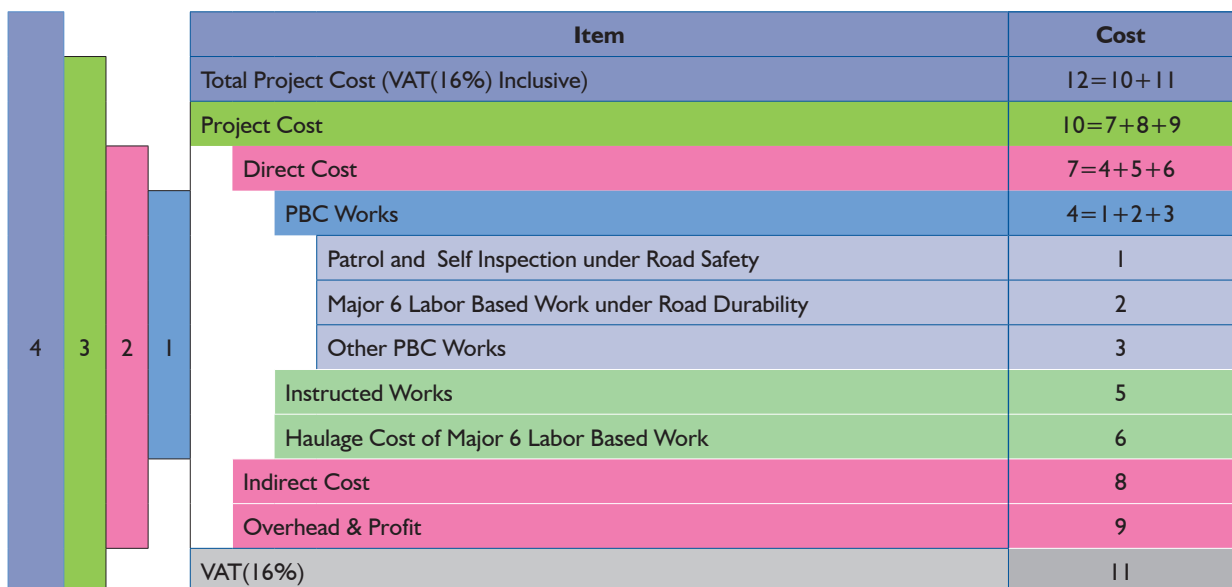 Item Cost
Total Project Cost (VAT(16%) Inclusive) 12=10+11
Project Cost 10=7+8+9
Direct Cost 7=4+5+6
PBC Works 4=1+2+3
Patrol and Self Inspection under Road Safety 1
Major 6 Labor Based Work under Road Durability 2
4 3 2 1 Other PBC Works 3
Instructed Works 5
Haulage Cost of Major 6 Labor Based Work 6
Indirect Cost 8
Overhead & Profit 9
VAT(16%) 11